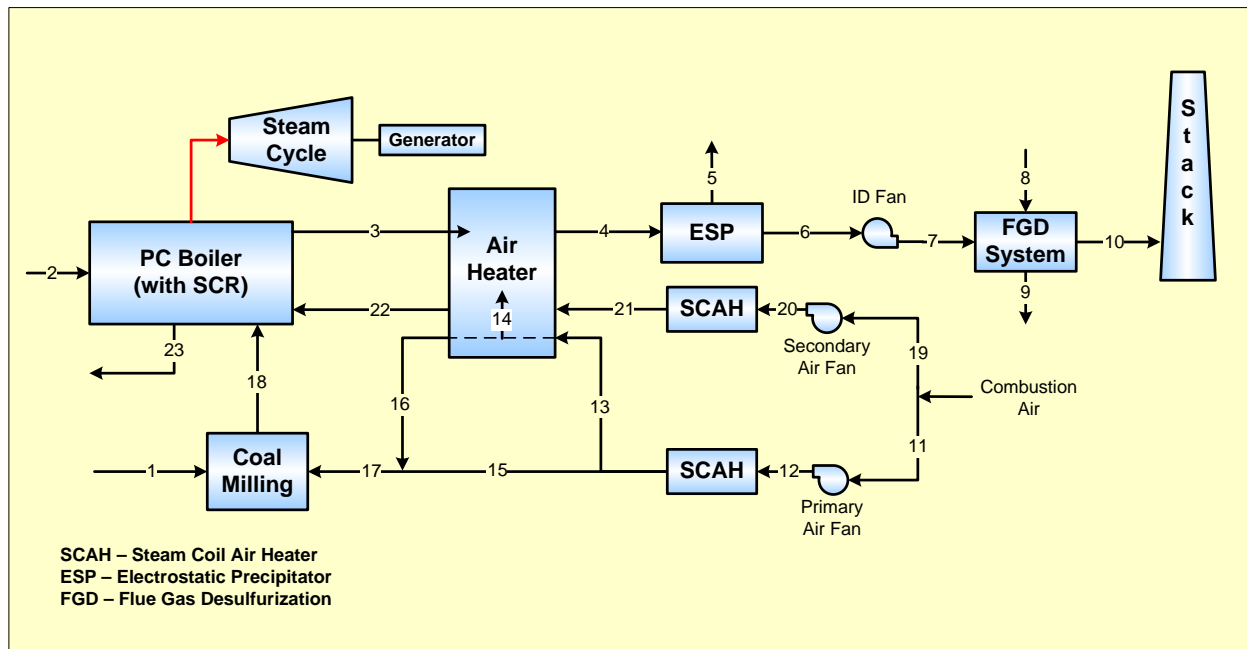 Steam
Cycle
Generator
S
t
a
c
k
5
8
ID Fan
PC Boiler
(with SCR)
3
Air
Heater
4
ESP
6
7
FGD
System
10
2
22
14
21
SCAH
20
Secondary
Air Fan
19
9
23
18
16
13
Combustion
Air
1
Coal
Milling
17
15
SCAH
12
11
Primary
Air Fan
SCAH – Steam Coil Air Heater
ESP – Electrostatic Precipitator
FGD – Flue Gas Desulfurization